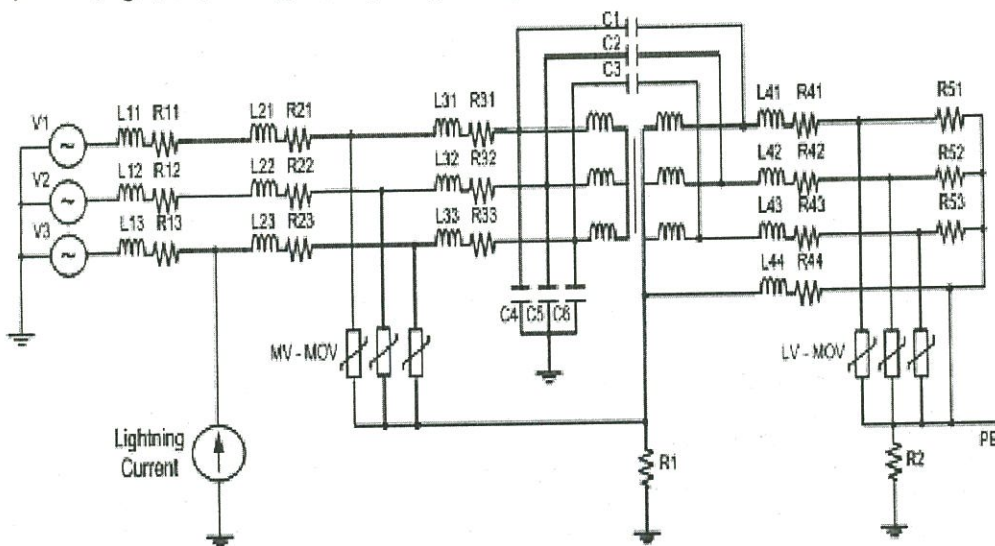 C1
C2
C3
L11 R11 L21 R21 L31 R31 L41 R41 R51
V1
L12 R12 L22 R22 L32 R32 L42 R42 R52
V2
L13 R13 L23 R23 L33 R33 L43 R43 R53
V3
L44 R44
C4 C5 C6
MV - MOV LV - MOV
Lightning
Current
R1 R2 PE